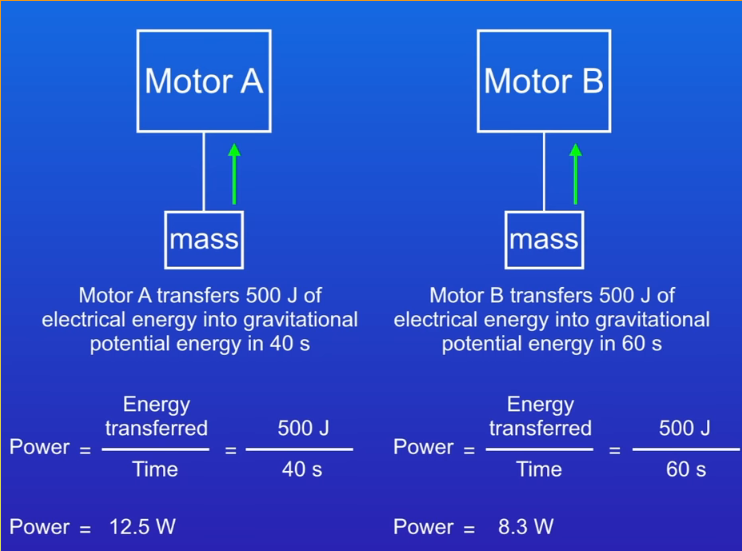 Motor A
mass
Motor A transfers 500 J of
electrical energy into gravitational
potential energy in 40 s
Power = Energy transferred / Time = 500 J / 40 s
Power = 12.5 W
Motor B
mass
Motor B transfers 500 J of
electrical energy into gravitational
potential energy in 60 s
Power = Energy transferred / Time = 500 J / 60 s
Power = 8.3 W